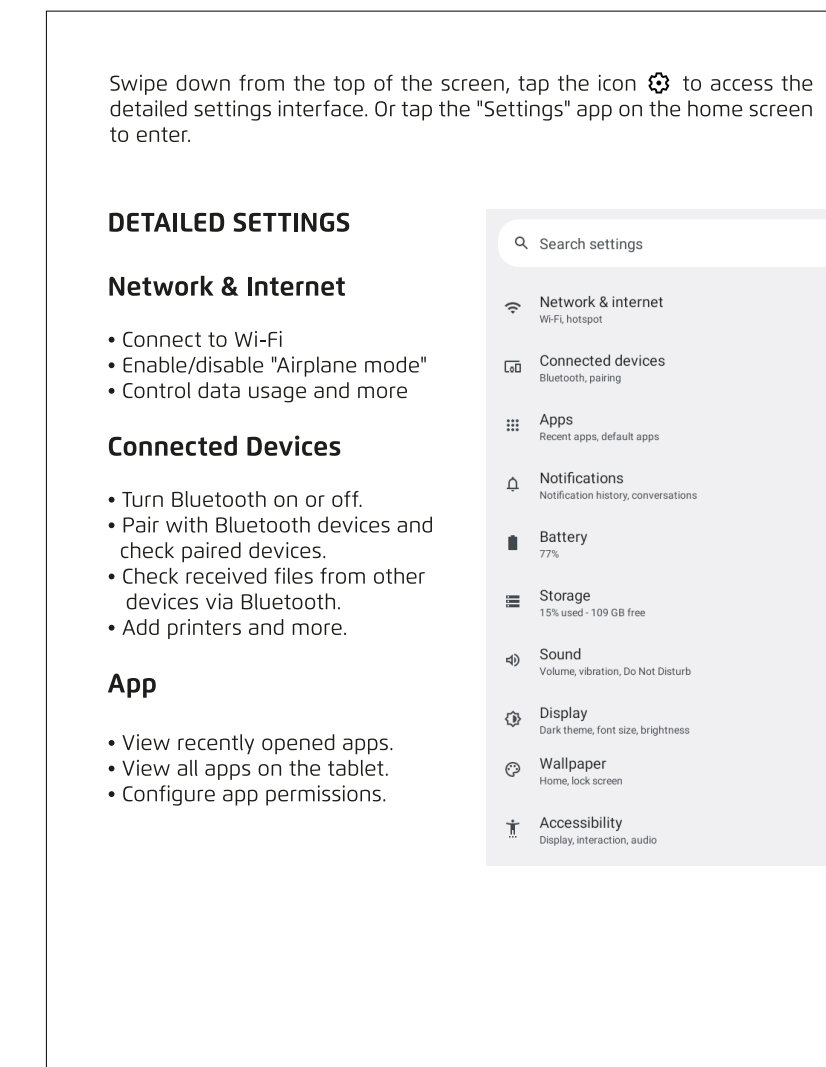 Swipe down from the top of the screen, tap the icon to access the
detailed settings interface. Or tap the "Settings" app on the home screen
to enter.
DETAILED SETTINGS
Network & Internet
• Connect to Wi-Fi
• Enable/disable "Airplane mode"
• Control data usage and more
Connected Devices
• Turn Bluetooth on or off.
• Pair with Bluetooth devices and
check paired devices.
• Check received files from other
devices via Bluetooth.
• Add printers and more.
App
• View recently opened apps.
• View all apps on the tablet.
• Configure app permissions.
Search settings
Network & internet
Wi-Fi, hotspot
Connected devices
Bluetooth, pairing
Apps
Recent apps, default apps
Notifications
Notification history, conversations
Battery
77%
Storage
15% used - 109 GB free
Sound
Volume, vibration, Do Not Disturb
Display
Dark theme, font size, brightness
Wallpaper
Home, lock screen
Accessibility
Display, interaction, audio